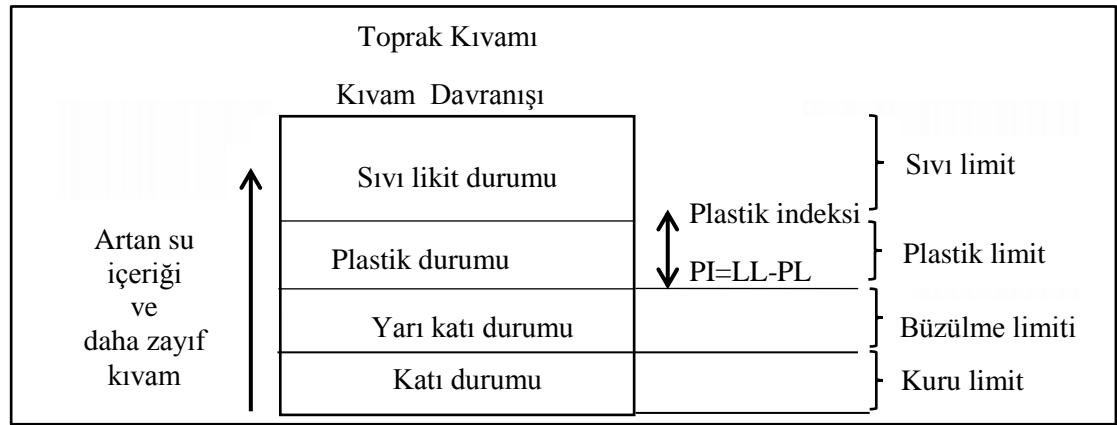 Toprak Kıvamı
Kıvam Davranışı
Sıvı likit durumu
Sıvı limit
Plastik indeksi
Artan su
içeriği
ve
daha zayıf
kıvam
Plastik durumu
PI=LL-PL
Plastik limit
Yarı katı durumu
Büzülme limiti
Katı durumu
Kuru limit